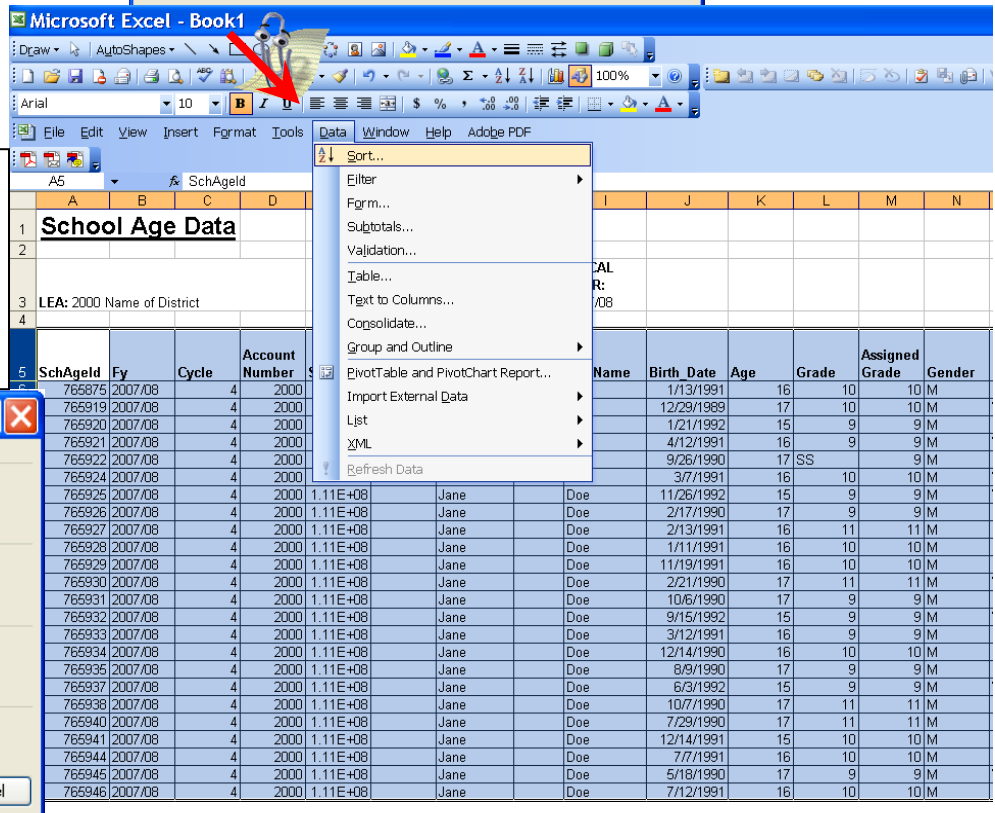 Microsoft Excel - Book1
Draw AutoShapes
ABC Σ 100%
Arial 10 B I U $ % , A
File Edit View Insert Format Tools Data Window Help Adobe PDF
Sort...
Filter
Form...
Subtotals...
Validation...
Table...
Text to Columns...
Consolidate...
Group and Outline
PivotTable and PivotChart Report...
Import External Data
List
XML
Refresh Data
A5 fx SchAgeId
A B C D I J K L M N
1 School Age Data
2
3 LEA: 2000 Name of District CAL R: /08
4
5 SchAgeId Fy Cycle Account Number S Name Birth_Date Age Grade Assigned Grade Gender
6 765875 2007/08 4 2000 1/13/1991 16 10 10 M
765919 2007/08 4 2000 12/29/1989 17 10 10 M
765920 2007/08 4 2000 1/21/1992 15 9 9 M
765921 2007/08 4 2000 4/12/1991 16 9 9 M
765922 2007/08 4 2000 9/26/1990 17 SS 9 M
765924 2007/08 4 2000 3/7/1991 16 10 10 M
765925 2007/08 4 2000 1.11E+08 Jane Doe 11/26/1992 15 9 9 M
765926 2007/08 4 2000 1.11E+08 Jane Doe 2/17/1990 17 9 9 M
765927 2007/08 4 2000 1.11E+08 Jane Doe 2/13/1991 16 11 11 M
765928 2007/08 4 2000 1.11E+08 Jane Doe 1/11/1991 16 10 10 M
765929 2007/08 4 2000 1.11E+08 Jane Doe 11/19/1991 16 10 10 M
765930 2007/08 4 2000 1.11E+08 Jane Doe 2/21/1990 17 11 11 M
765931 2007/08 4 2000 1.11E+08 Jane Doe 10/6/1990 17 9 9 M
765932 2007/08 4 2000 1.11E+08 Jane Doe 9/15/1992 15 9 9 M
765933 2007/08 4 2000 1.11E+08 Jane Doe 3/12/1991 16 9 9 M
765934 2007/08 4 2000 1.11E+08 Jane Doe 12/14/1990 16 10 10 M
765935 2007/08 4 2000 1.11E+08 Jane Doe 8/9/1990 17 9 9 M
765937 2007/08 4 2000 1.11E+08 Jane Doe 6/3/1992 15 9 9 M
765938 2007/08 4 2000 1.11E+08 Jane Doe 10/7/1990 17 11 11 M
765940 2007/08 4 2000 1.11E+08 Jane Doe 7/29/1990 17 11 11 M
765941 2007/08 4 2000 1.11E+08 Jane Doe 12/14/1991 15 10 10 M
765944 2007/08 4 2000 1.11E+08 Jane Doe 7/7/1991 16 10 10 M
765945 2007/08 4 2000 1.11E+08 Jane Doe 5/18/1990 17 9 9 M
765946 2007/08 4 2000 1.11E+08 Jane Doe 7/12/1991 16 10 10 M